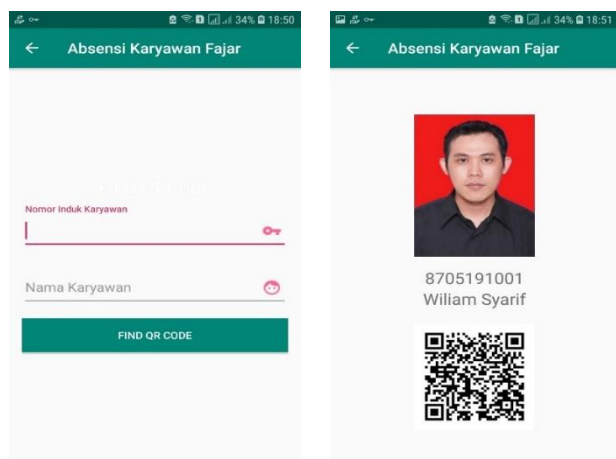 34% 18:50
Absensi Karyawan Fajar
Nomor Induk Karyawan
Nama Karyawan
FIND QR CODE
34% 18:51
Absensi Karyawan Fajar
8705191001
Wiliam Syarif